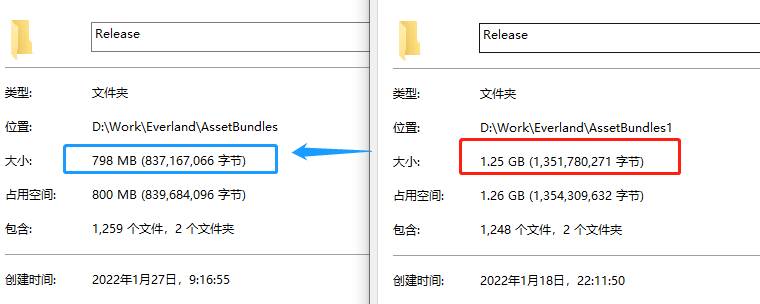 Release
类型: 文件夹
位置: D:\Work\Everland\AssetBundles
大小: 798 MB (837,167,066 字节)
占用空间: 800 MB (839,684,096 字节)
包含: 1,259 个文件，2 个文件夹
创建时间: 2022年1月27日，9:16:55
Release
类型: 文件夹
位置: D:\Work\Everland\AssetBundles1
大小: 1.25 GB (1,351,780,271 字节)
占用空间: 1.26 GB (1,354,309,632 字节)
包含: 1,248 个文件，2 个文件夹
创建时间: 2022年1月18日，22:11:50